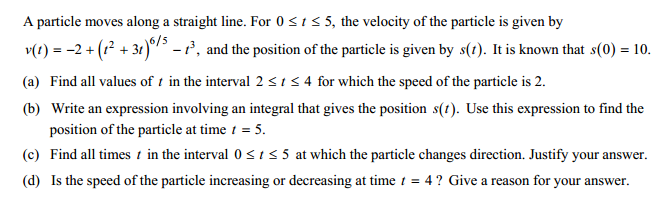 A particle moves along a straight line. For 0 ≤ t ≤ 5, the velocity of the particle is given by
v(t) = −2 + (t² + 3t)^(6/5) − t³, and the position of the particle is given by s(t). It is known that s(0) = 10.
(a) Find all values of t in the interval 2 ≤ t ≤ 4 for which the speed of the particle is 2.
(b) Write an expression involving an integral that gives the position s(t). Use this expression to find the
position of the particle at time t = 5.
(c) Find all times t in the interval 0 ≤ t ≤ 5 at which the particle changes direction. Justify your answer.
(d) Is the speed of the particle increasing or decreasing at time t = 4 ? Give a reason for your answer.